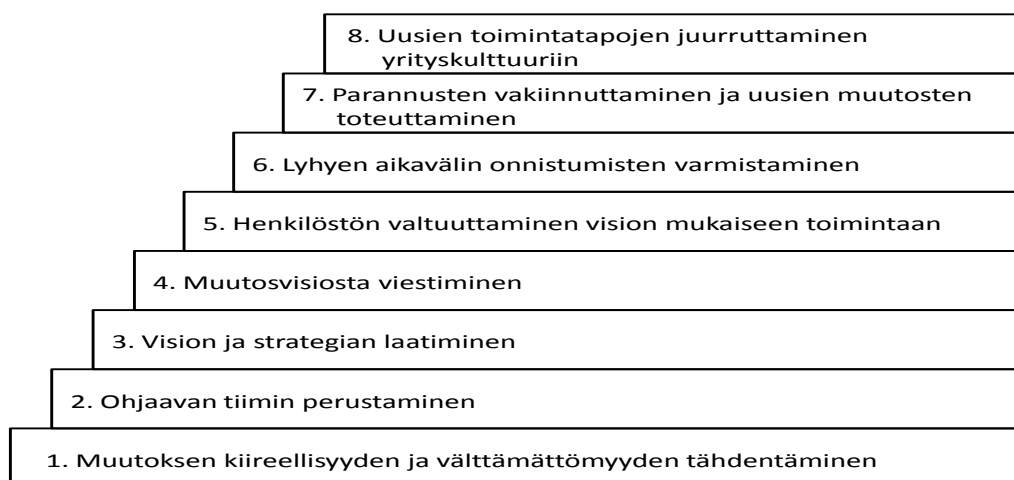 8. Uusien toimintatapojen juurruttaminen
yrityskulttuuriin
7. Parannusten vakiinnuttaminen ja uusien muutosten
toteuttaminen
6. Lyhyen aikavälin onnistumisten varmistaminen
5. Henkilöstön valtuuttaminen vision mukaiseen toimintaan
4. Muutosvisiosta viestiminen
3. Vision ja strategian laatiminen
2. Ohjaavan tiimin perustaminen
1. Muutoksen kiireellisyyden ja välttämättömyyden tähdentäminen